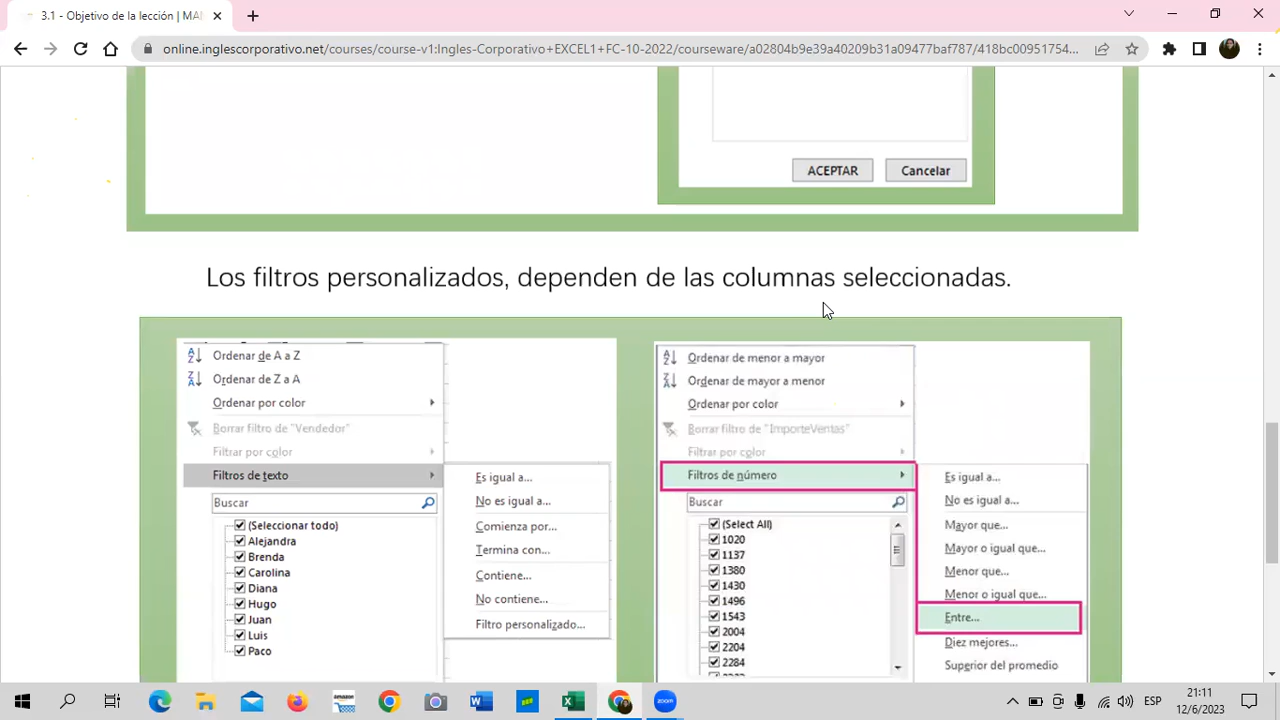 3.1 - Objetivo de la lección | MAN
online.inglescorporativo.net/courses/course-v1:Ingles-Corporativo+EXCEL1+FC-10-2022/courseware/a02804b9e39a40209b31a09477baf787/418bc00951754...
ACEPTAR Cancelar
Los filtros personalizados, dependen de las columnas seleccionadas.
Ordenar de A a Z
Ordenar de Z a A
Ordenar por color
Borrar filtro de "Vendedor"
Filtrar por color
Filtros de texto
Buscar
(Seleccionar todo)
Alejandra
Brenda
Carolina
Diana
Hugo
Juan
Luis
Paco
Es igual a...
No es igual a...
Comienza por...
Termina con...
Contiene...
No contiene...
Filtro personalizado...
Ordenar de menor a mayor
Ordenar de mayor a menor
Ordenar por color
Borrar filtro de "ImporteVentas"
Filtrar por color
Filtros de número
Buscar
(Select All)
1020
1137
1380
1430
1496
1543
2004
2204
2284
Es igual a...
No es igual a...
Mayor que...
Mayor o igual que...
Menor que...
Menor o igual que...
Entre...
Diez mejores...
Superior del promedio
amazon
zoom
ESP
21:11
12/6/2023